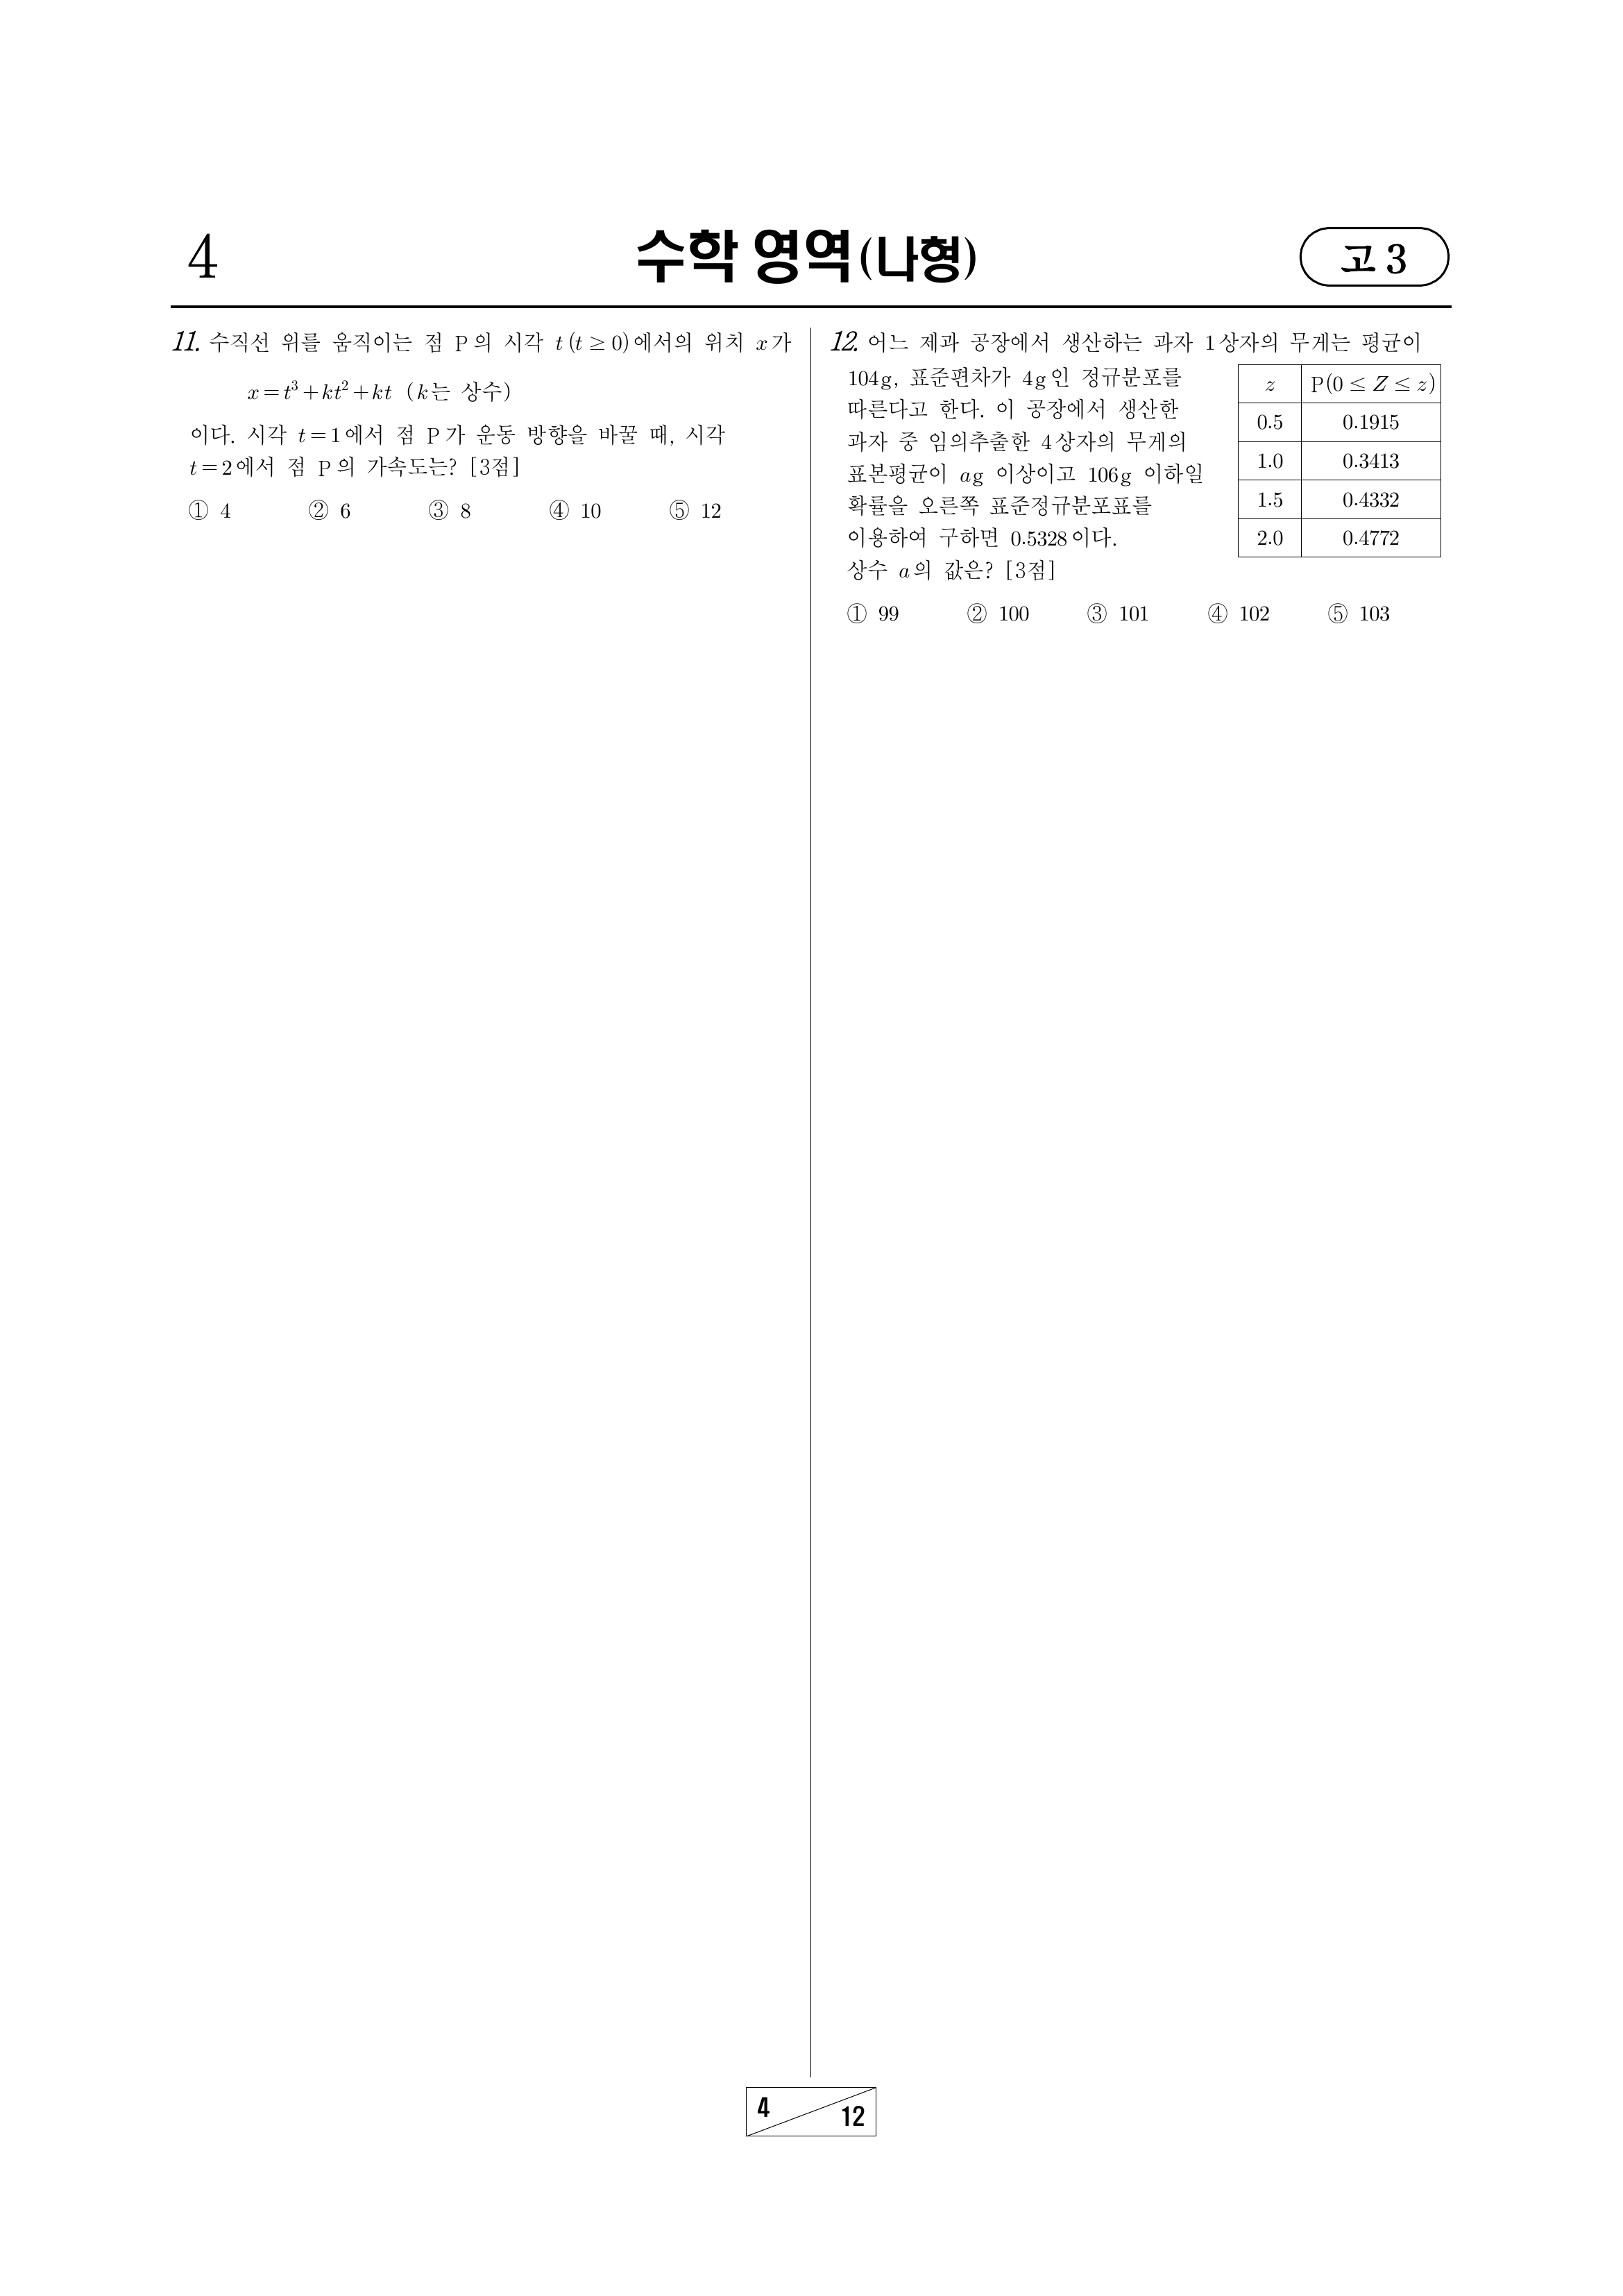 4
수학 영역(나형)
고 3
11. 수직선 위를 움직이는 점 P의 시각 t(t ≥ 0)에서의 위치 x가
x = t³ + kt² + kt (k는 상수)
이다. 시각 t = 1에서 점 P가 운동 방향을 바꿀 때, 시각
t = 2에서 점 P의 가속도는? [3점]
① 4 ② 6 ③ 8 ④ 10 ⑤ 12
12. 어느 제과 공장에서 생산하는 과자 1상자의 무게는 평균이
104g, 표준편차가 4g인 정규분포를
따른다고 한다. 이 공장에서 생산한
과자 중 임의추출한 4상자의 무게의
표본평균이 ag 이상이고 106g 이하일
확률을 오른쪽 표준정규분포표를
이용하여 구하면 0.5328이다.
상수 a의 값은? [3점]
z P(0 ≤ Z ≤ z)
0.5 0.1915
1.0 0.3413
1.5 0.4332
2.0 0.4772
① 99 ② 100 ③ 101 ④ 102 ⑤ 103
4
12